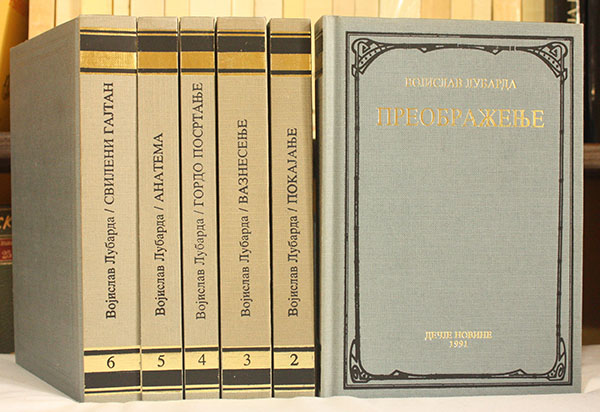 Војислав Лубарда / СВИЛЕНИ ГАЈТАН
6
Војислав Лубарда / АНАТЕМА
5
Војислав Лубарда / ГОРДО ПОСРТАЊЕ
4
Војислав Лубарда / ВАЗНЕСЕЊЕ
3
Војислав Лубарда / ПОКАЈАЊЕ
2
ВОЈИСЛАВ ЛУБАРДА
ПРЕОБРАЖЕЊЕ
ДЕЧЈЕ НОВИНЕ
1991